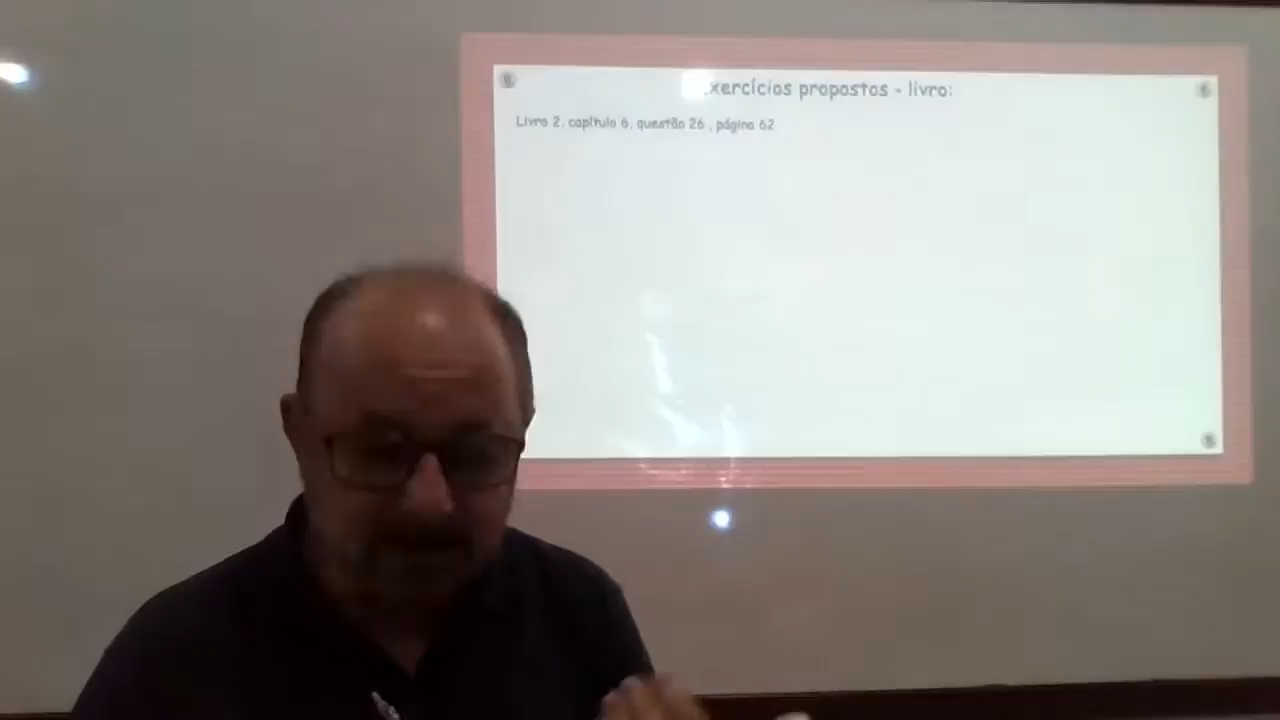 xercícios propostos - livro:
Livro 2, capítulo 6, questão 26 , página 62